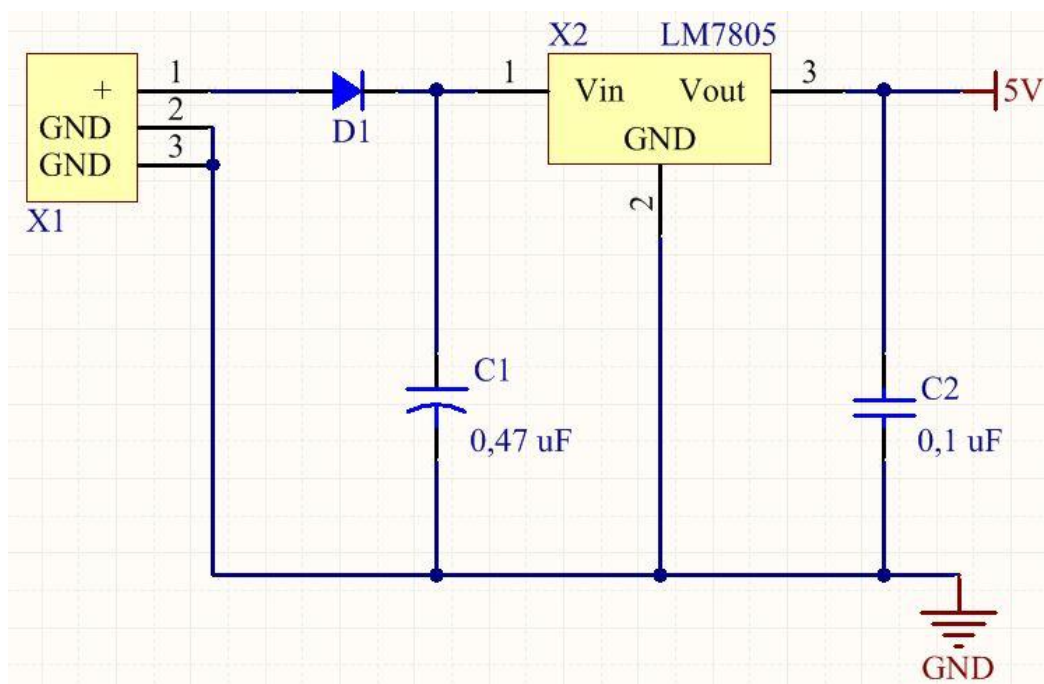 X2 LM7805
1
+
2
GND
3
GND
X1
D1
1
Vin Vout
GND
3
5V
2
C1
0,47 uF
C2
0,1 uF
GND